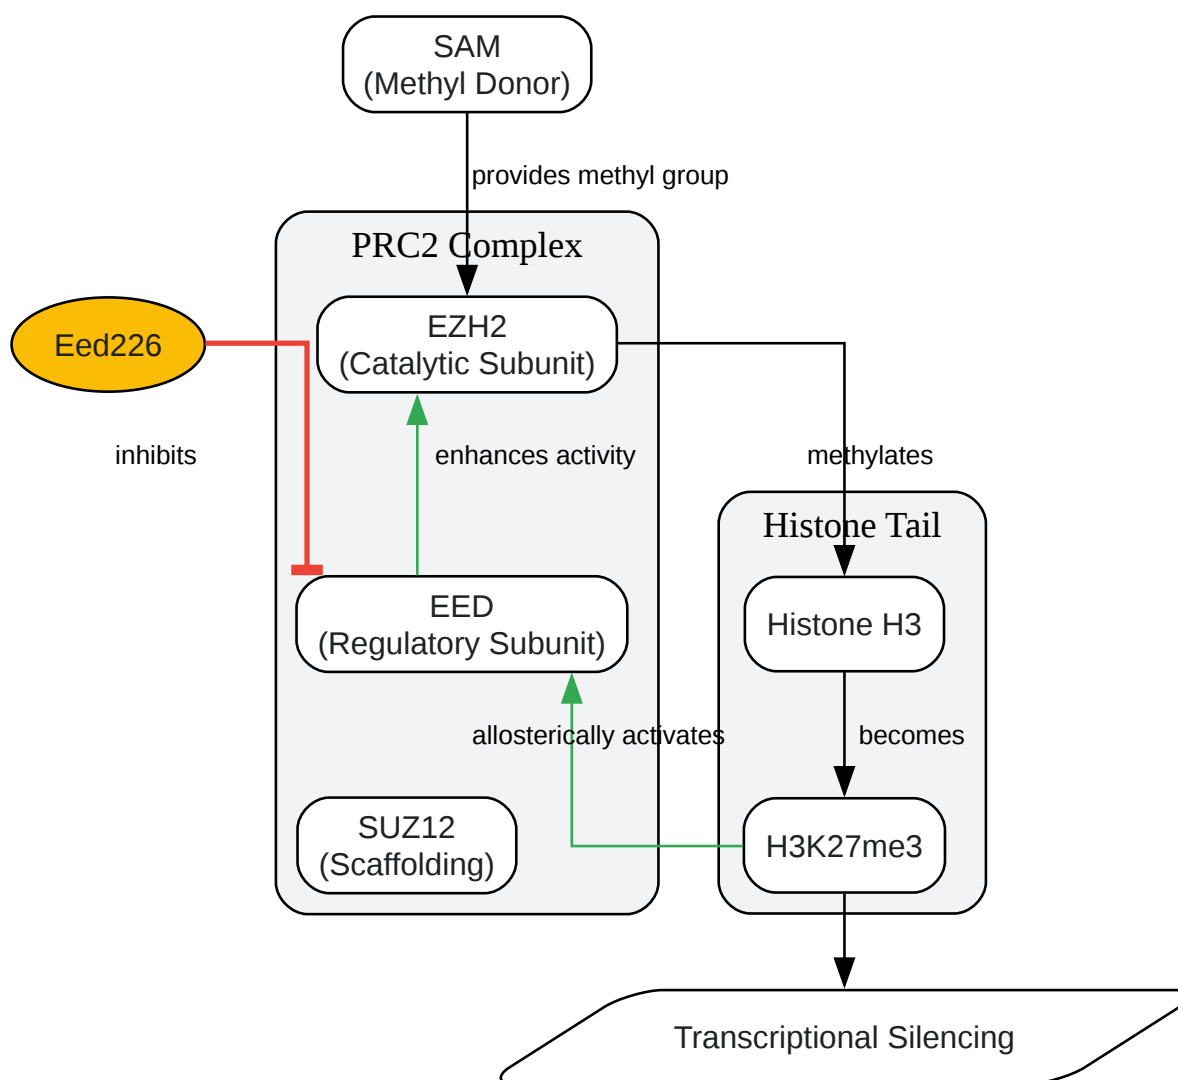 SAM
(Methyl Donor)
provides methyl group
PRC2 Complex
Eed226
EZH2
(Catalytic Subunit)
inhibits
enhances activity
methylates
Histone Tail
EED
(Regulatory Subunit)
Histone H3
allosterically activates
becomes
SUZ12
(Scaffolding)
H3K27me3
Transcriptional Silencing